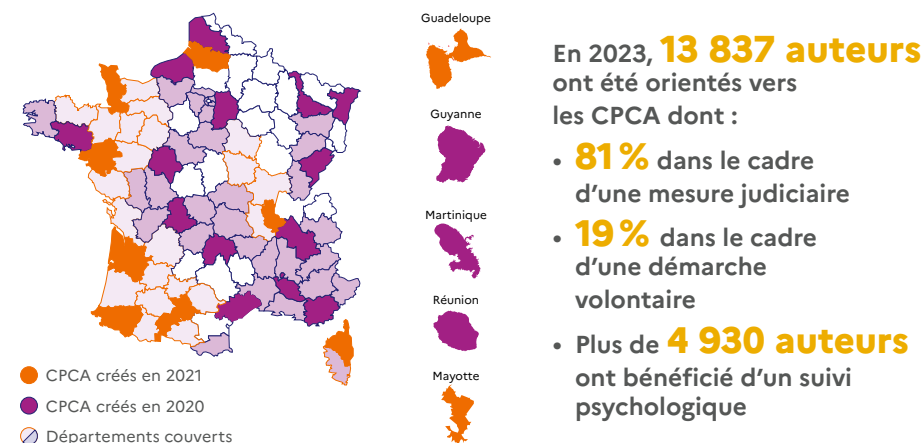 Guadeloupe
Guyanne
Martinique
Réunion
Mayotte
CPCA créés en 2021
CPCA créés en 2020
Départements couverts
En 2023, 13 837 auteurs
ont été orientés vers
les CPCA dont :
• 81 % dans le cadre
d'une mesure judiciaire
• 19 % dans le cadre
d'une démarche
volontaire
• Plus de 4 930 auteurs
ont bénéficié d'un suivi
psychologique